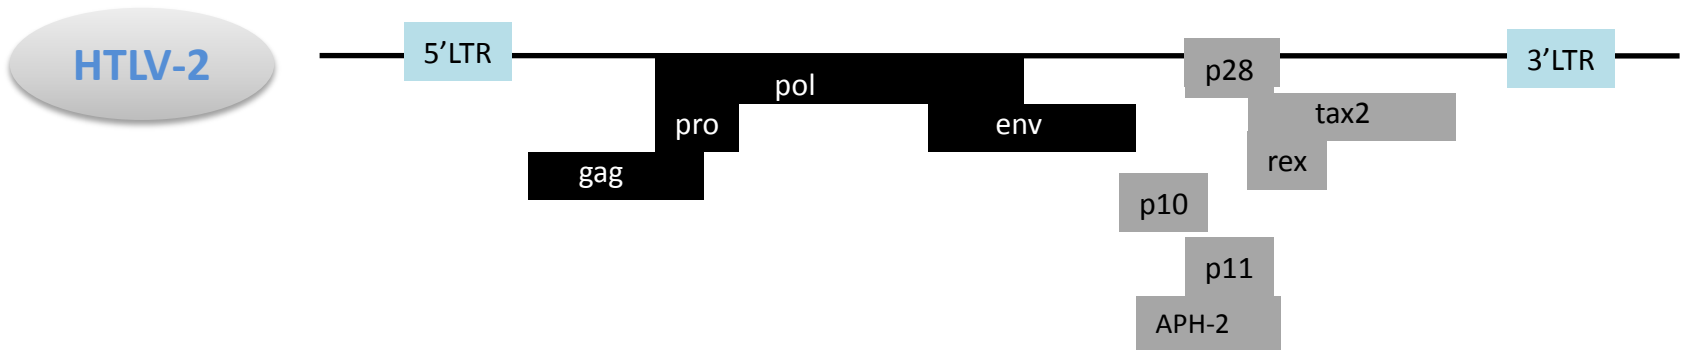 HTLV-2
5’LTR
p28
3’LTR
pol
tax2
pro
env
rex
gag
p10
p11
APH-2